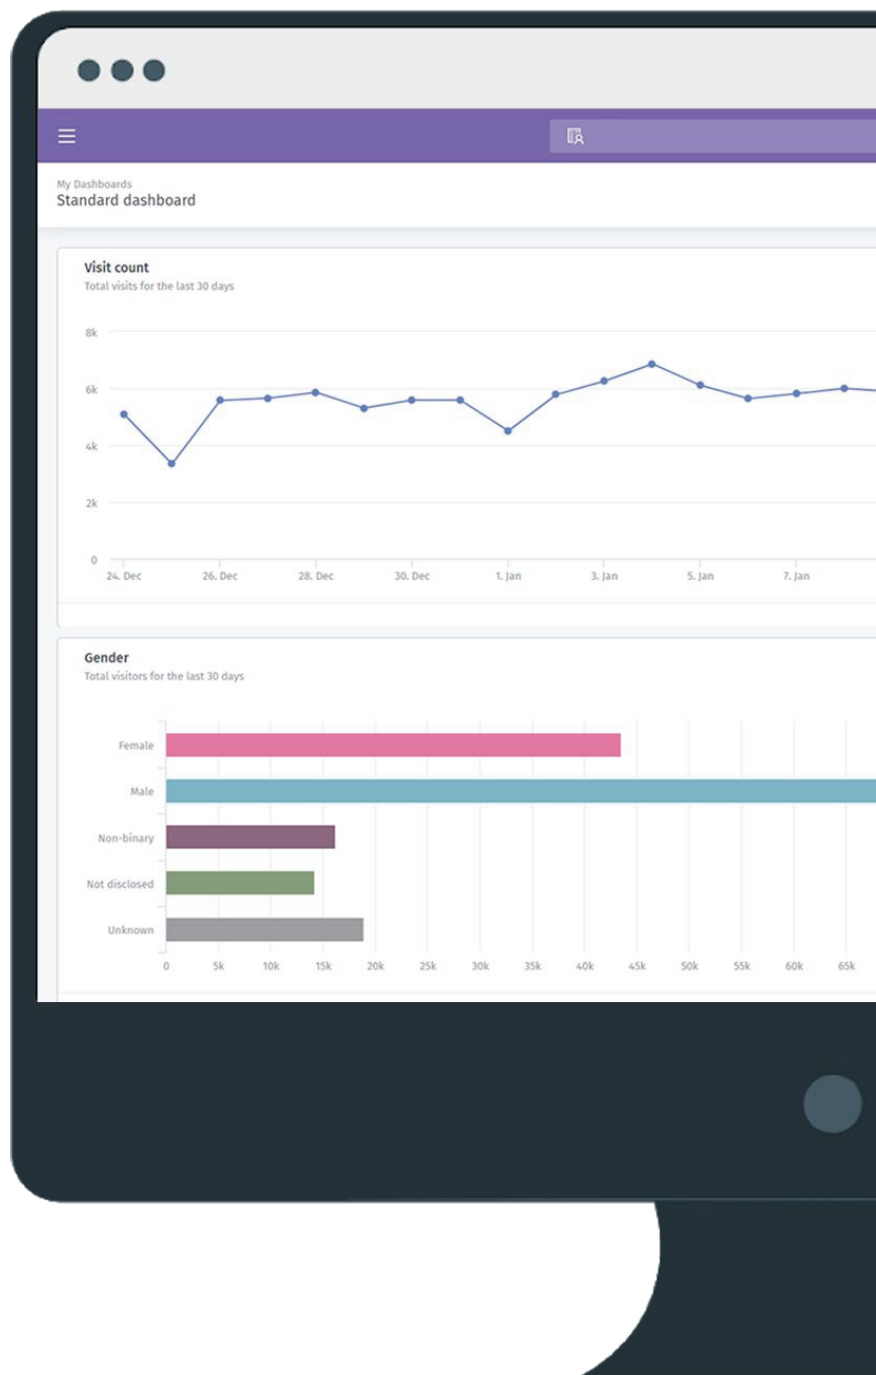 My Dashboards
Standard dashboard
Visit count
Total visits for the last 30 days
8k
6k
4k
2k
0
24. Dec 26. Dec 28. Dec 30. Dec 1. Jan 3. Jan 5. Jan 7. Jan
Gender
Total visitors for the last 30 days
Female
Male
Non-binary
Not disclosed
Unknown
0 5k 10k 15k 20k 25k 30k 35k 40k 45k 50k 55k 60k 65k